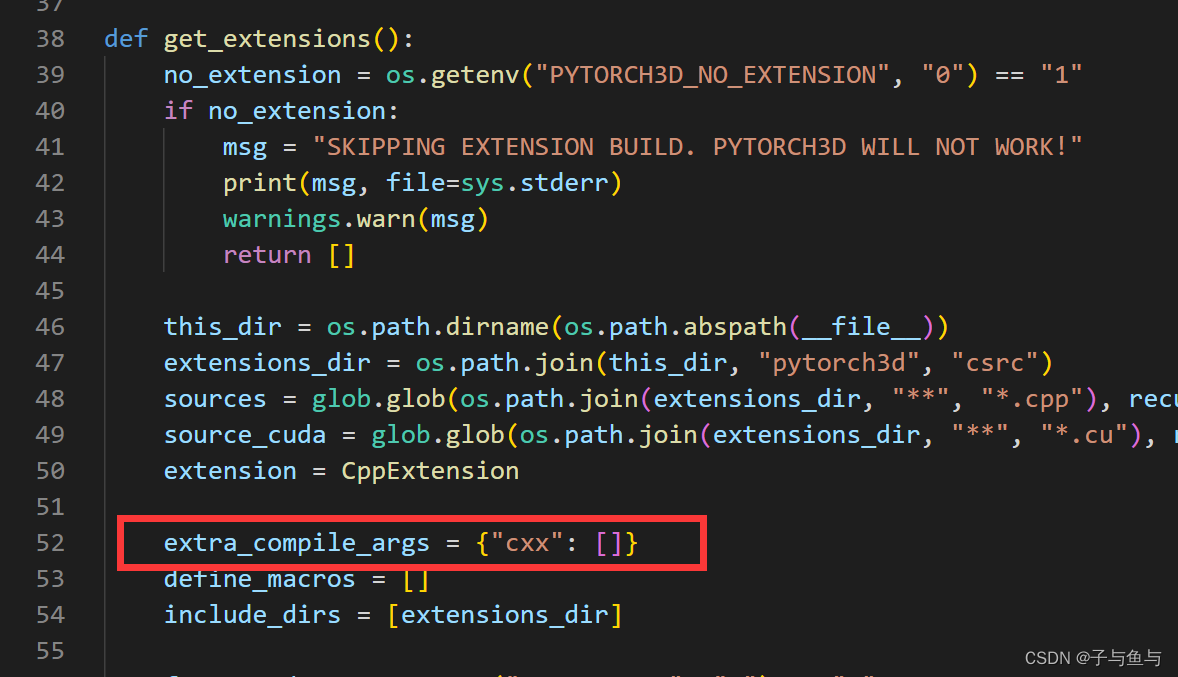 37
38 def get_extensions():
39     no_extension = os.getenv("PYTORCH3D_NO_EXTENSION", "0") == "1"
40     if no_extension:
41         msg = "SKIPPING EXTENSION BUILD. PYTORCH3D WILL NOT WORK!"
42         print(msg, file=sys.stderr)
43         warnings.warn(msg)
44         return []
45
46     this_dir = os.path.dirname(os.path.abspath(__file__))
47     extensions_dir = os.path.join(this_dir, "pytorch3d", "csrc")
48     sources = glob.glob(os.path.join(extensions_dir, "**", "*.cpp"), recu
49     source_cuda = glob.glob(os.path.join(extensions_dir, "**", "*.cu"),
50     extension = CppExtension
51
52     extra_compile_args = {"cxx": []}
53     define_macros = []
54     include_dirs = [extensions_dir]
55
CSDN @子与鱼与